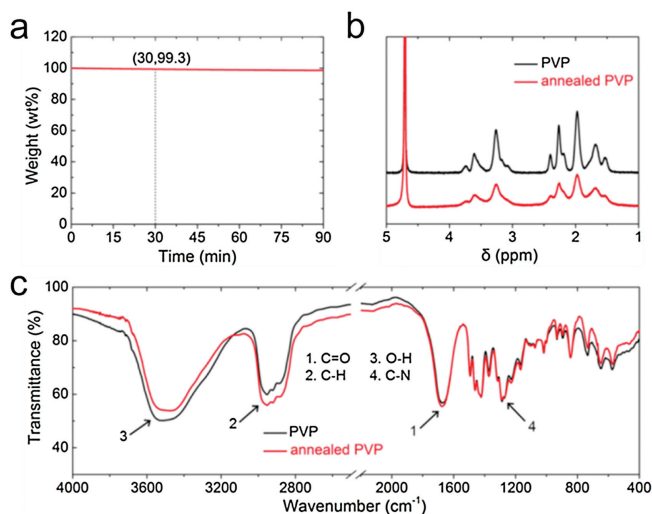 a
(30,99.3)
120
100
80
60
40
20
0
Weight (wt%)
0 15 30 45 60 75 90
Time (min)
b
PVP
annealed PVP
5 4 3 2 1
δ (ppm)
c
100
80
60
40
Transmittance (%)
1. C=O 3. O-H
2. C-H 4. C-N
3
2
1
4
PVP
annealed PVP
4000 3600 3200 2800 2000 1600 1200 800 400
Wavenumber (cm⁻¹)